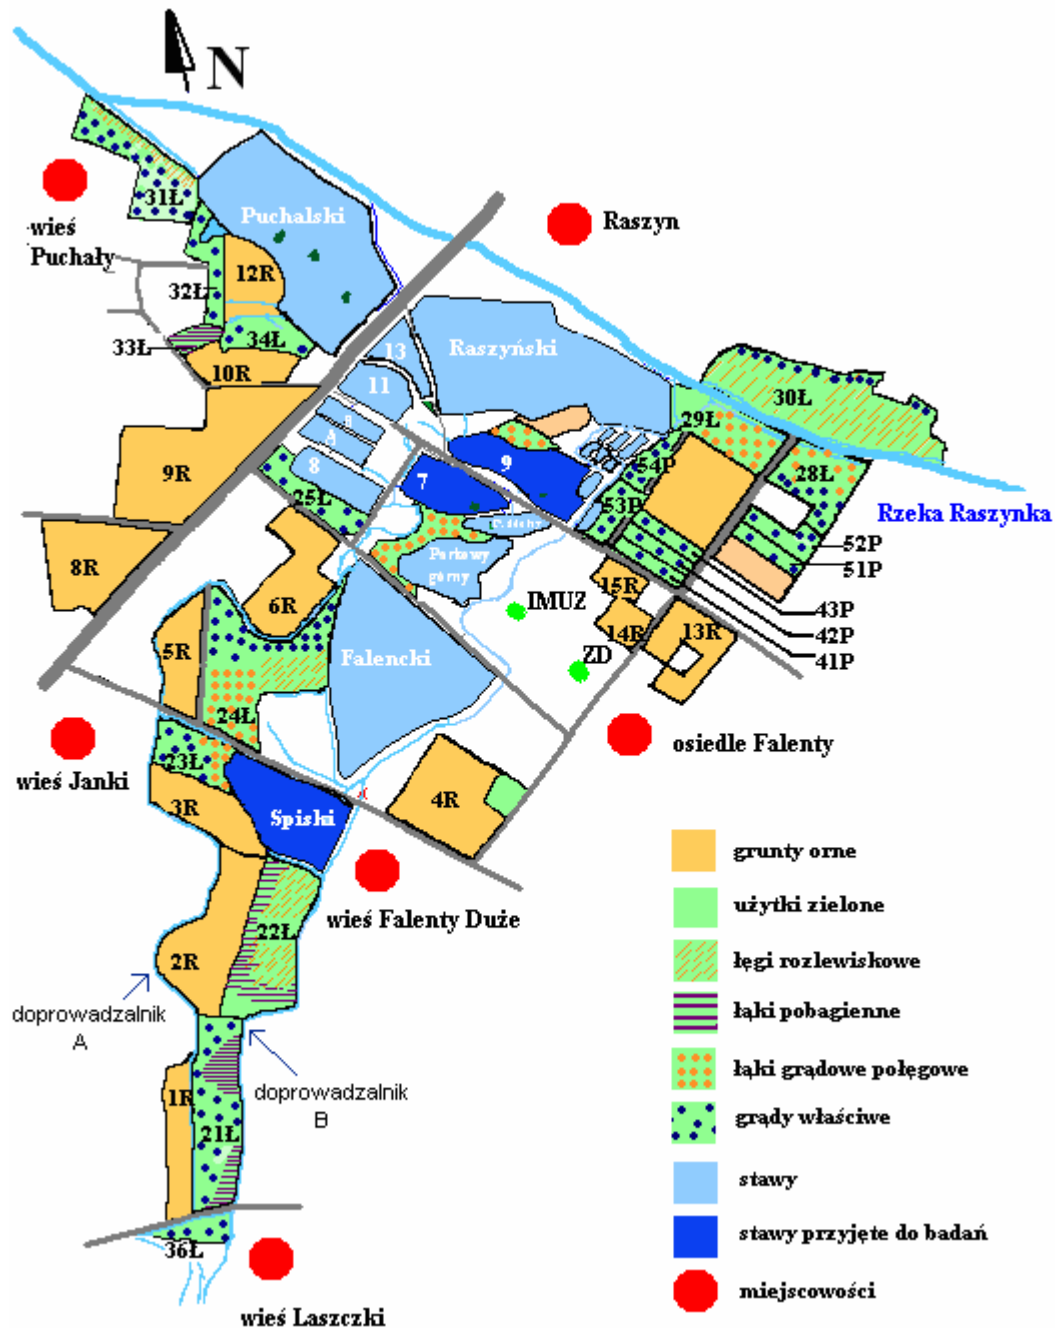 N
31Ł
wieś
Puchały
Puchalski
Raszyn
12R
32Ł
33Ł
34Ł
10R
13
11
Raszyński
30Ł
29Ł
9R
8
25Ł
7
9
54P
53P
28Ł
Rzeka Raszynka
52P
51P
8R
6R
Parkowy
górny
15R
IMUZ
14R
13R
43P
42P
41P
ZD
5R
Falencki
24Ł
23Ł
wieś Janki
osiedle Falenty
3R
Spiski
4R
wieś Falenty Duże
22Ł
2R
doprowadzalnik
A
doprowadzalnik
B
1R
21Ł
36Ł
wieś Laszczki
grunty orne
użytki zielone
łęgi rozlewiskowe
łąki pobagienne
łąki grądowe połęgowe
grądy właściwe
stawy
stawy przyjęte do badań
miejscowości